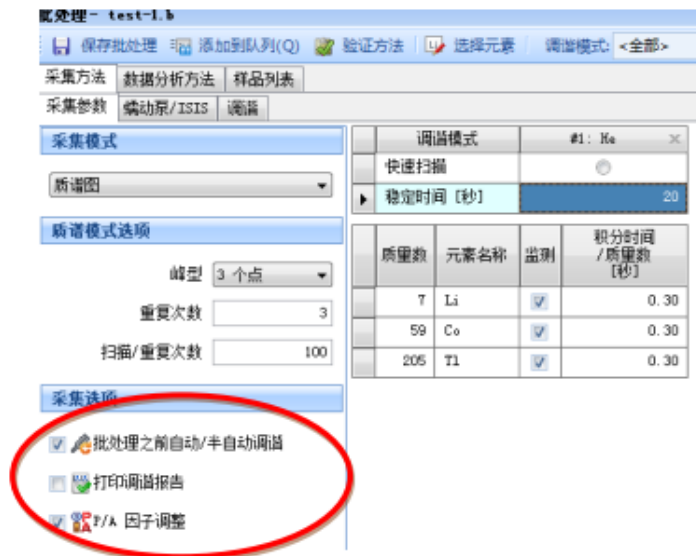 批处理- test-1.b
保存批处理 添加到队列(Q) 验证方法 选择元素 调谐模式: <全部>
采集方法 数据分析方法 样品列表
采集参数 蠕动泵/ISIS 调谐
采集模式
质谱图
质谱模式选项
峰型 3 个点
重复次数 3
扫描/重复次数 100
采集选项
批处理之前自动/半自动调谐
打印调谐报告
P/A 因子调整
调谐模式 #1: He
快速扫描
稳定时间 [秒] 20
质量数 元素名称 监测 积分时间
/质量数
[秒]
7 Li 0.30
59 Co 0.30
205 Tl 0.30